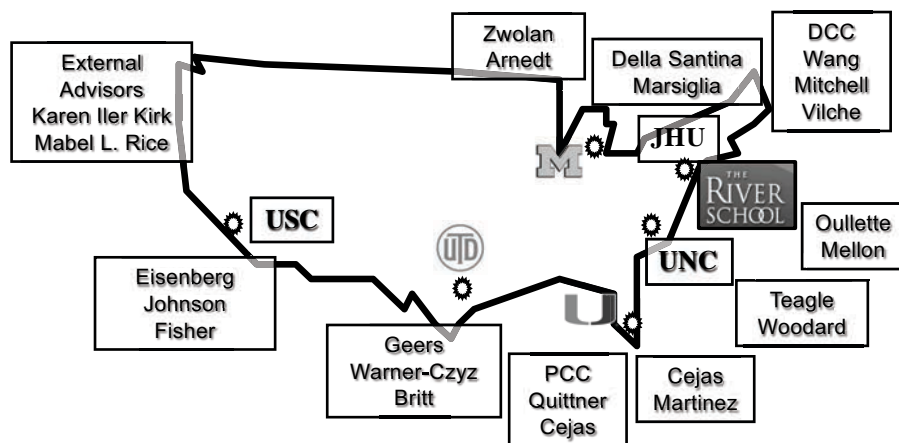 External
Advisors
Karen Iler Kirk
Mabel L. Rice
Zwolan
Arnedt
Della Santina
Marsiglia
DCC
Wang
Mitchell
Vilche
M
JHU
THE
RIVER
SCHOOL
Oullette
Mellon
USC
UTD
UNC
Eisenberg
Johnson
Fisher
U
Teagle
Woodard
Geers
Warner-Czyz
Britt
PCC
Quittner
Cejas
Cejas
Martinez